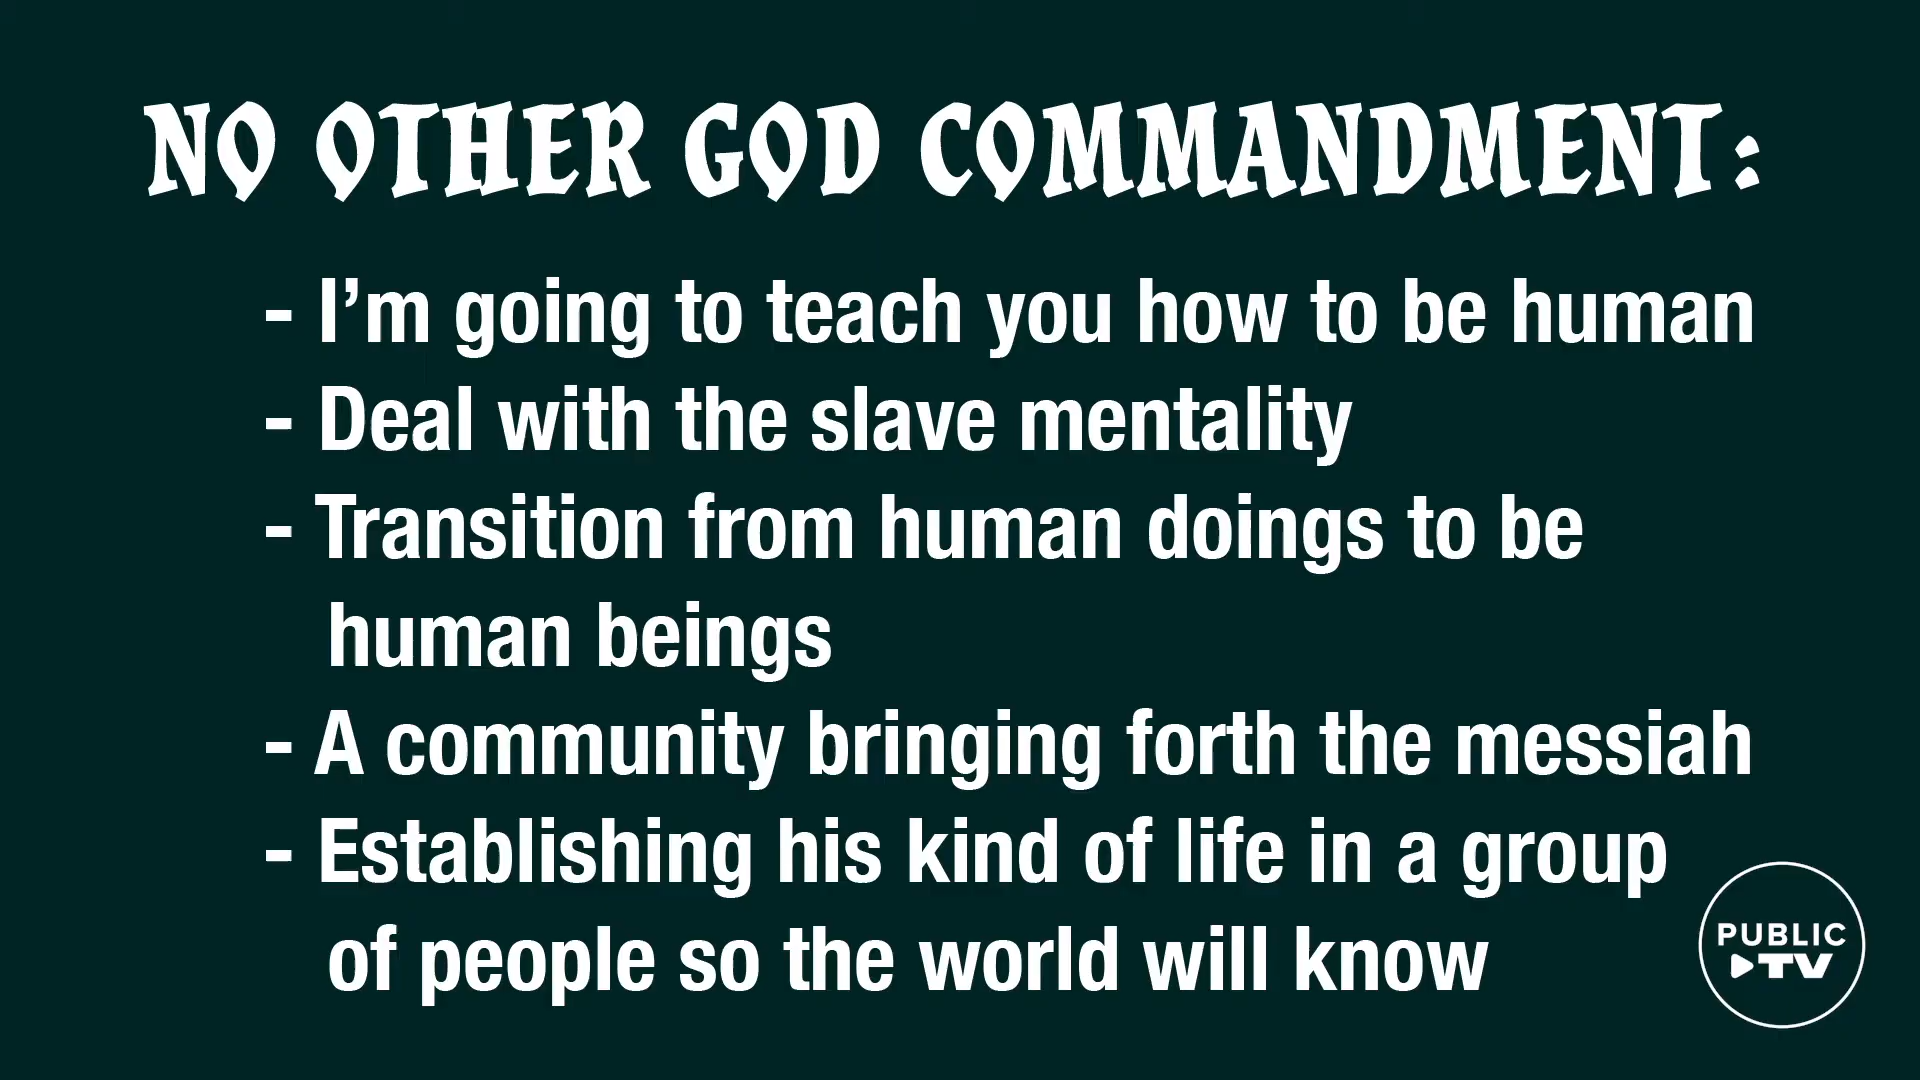 NO OTHER GOD COMMANDMENT:
- I’m going to teach you how to be human
- Deal with the slave mentality
- Transition from human doings to be
human beings
- A community bringing forth the messiah
- Establishing his kind of life in a group
of people so the world will know
PUBLIC
TV